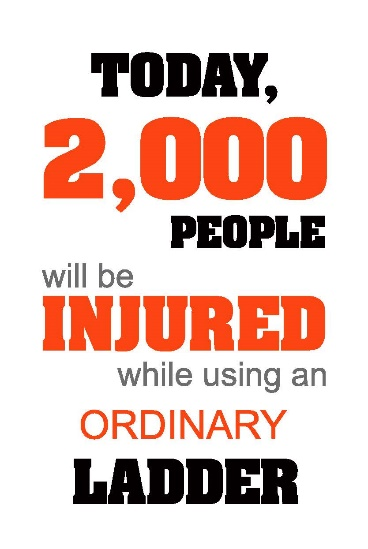 TODAY,
2,000
PEOPLE
will be
INJURED
while using an
ORDINARY
LADDER